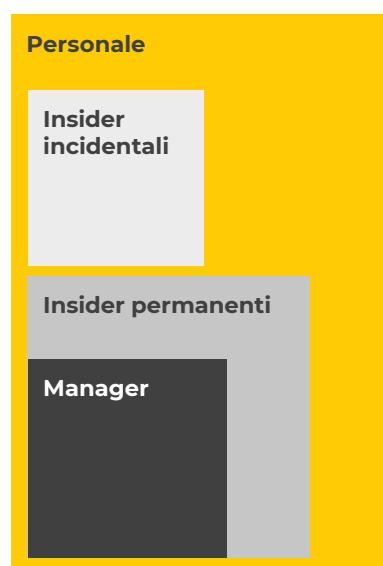 Personale
Insider
incidentali
Insider permanenti
Manager